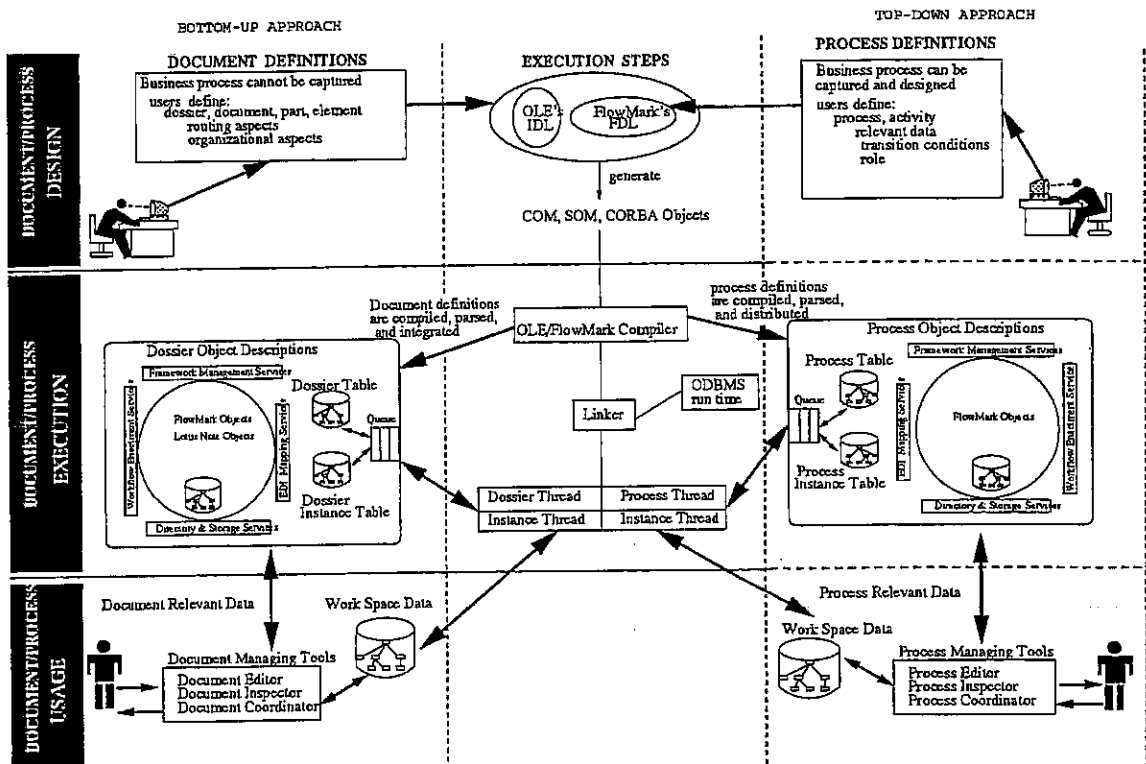 BOTTOM-UP APPROACH
TOP-DOWN APPROACH
DOCUMENT/PROCESS
DESIGN
DOCUMENT DEFINITIONS
Business process cannot be captured
users define:
dossier, document, part, element
routing aspects
organizational aspects
EXECUTION STEPS
OLE's
IDL
FlowMark's
FDL
generate
COM, SOM, CORBA Objects
PROCESS DEFINITIONS
Business process can be
captured and designed
users define:
process, activity
relevant data
transition conditions
role
DOCUMENT/PROCESS
EXECUTION
Document definitions
are compiled, parsed,
and integrated
OLE/FlowMark Compiler
process definitions
are compiled, parsed,
and distributed
Dossier Object Descriptions
Framework Management Services
Workflow Enactment Services
FlowMark Objects
Lotus Note Objects
EDI Mapping Services
Directory & Storage Services
Dossier Table
Queue
Dossier
Instance Table
Linker
ODBMS
run time
Dossier Thread
Process Thread
Instance Thread
Instance Thread
Process Object Descriptions
Framework Management Services
Process Table
Queue
Process
Instance Table
EDI Mapping Services
FlowMark Objects
Workflow Enactment Services
Directory & Storage Services
DOCUMENT/PROCESS
USAGE
Document Relevant Data
Work Space Data
Document Managing Tools
Document Editor
Document Inspector
Document Coordinator
Process Relevant Data
Work Space Data
Process Managing Tools
Process Editor
Process Inspector
Process Coordinator